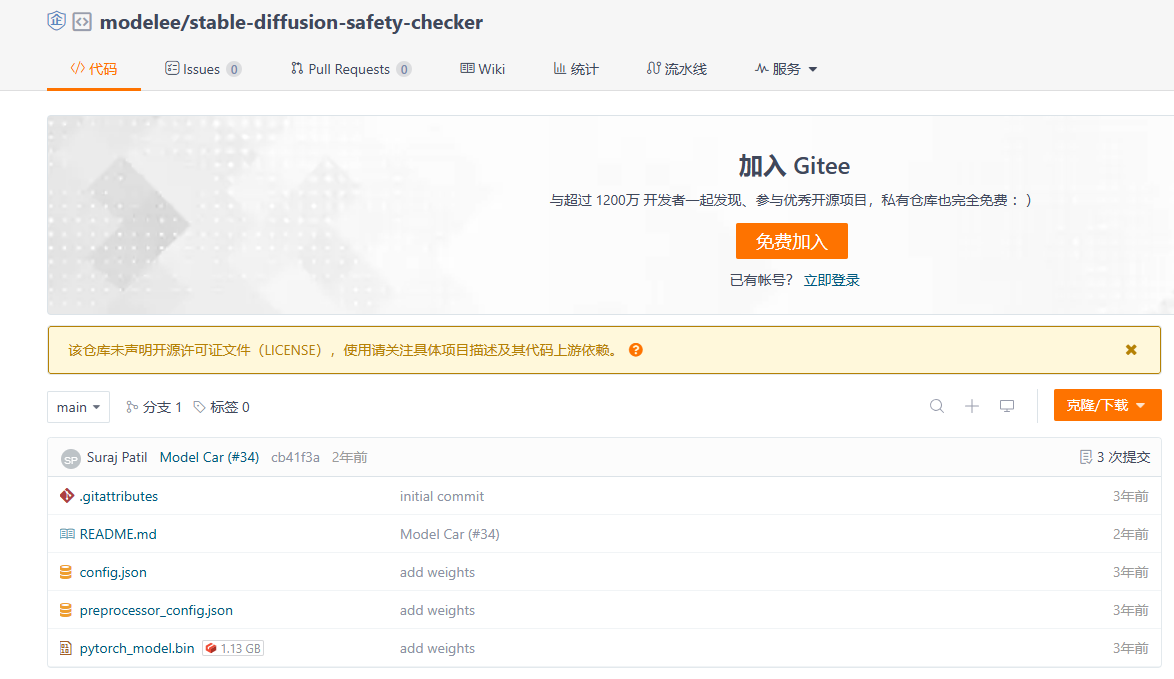 企 modelee/stable-diffusion-safety-checker
代码 Issues 0 Pull Requests 0 Wiki 统计 流水线 服务
加入 Gitee
与超过 1200万 开发者一起发现、参与优秀开源项目，私有仓库也完全免费 ：）
免费加入
已有帐号？ 立即登录
该仓库未声明开源许可证文件（LICENSE），使用请关注具体项目描述及其代码上游依赖。 ?
main 分支 1 标签 0 克隆/下载
SP Suraj Patil Model Car (#34) cb41f3a 2年前 3 次提交
.gitattributes initial commit 3年前
README.md Model Car (#34) 2年前
config.json add weights 3年前
preprocessor_config.json add weights 3年前
pytorch_model.bin 1.13 GB add weights 3年前